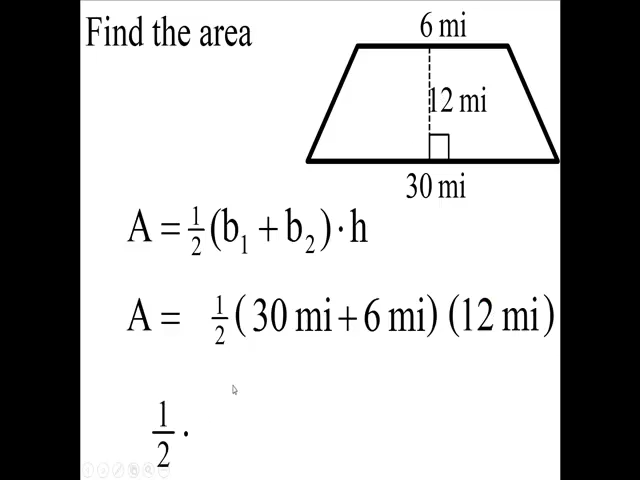 Find the area
6 mi
12 mi
30 mi
A = 1/2 (b₁ + b₂) · h
A = 1/2 (30 mi + 6 mi) (12 mi)
1/2 ·